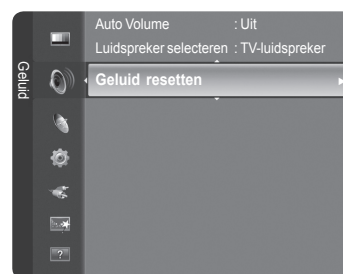 Geluid
Auto Volume : Uit
Luidspreker selecteren : TV-luidspreker
Geluid resetten
?